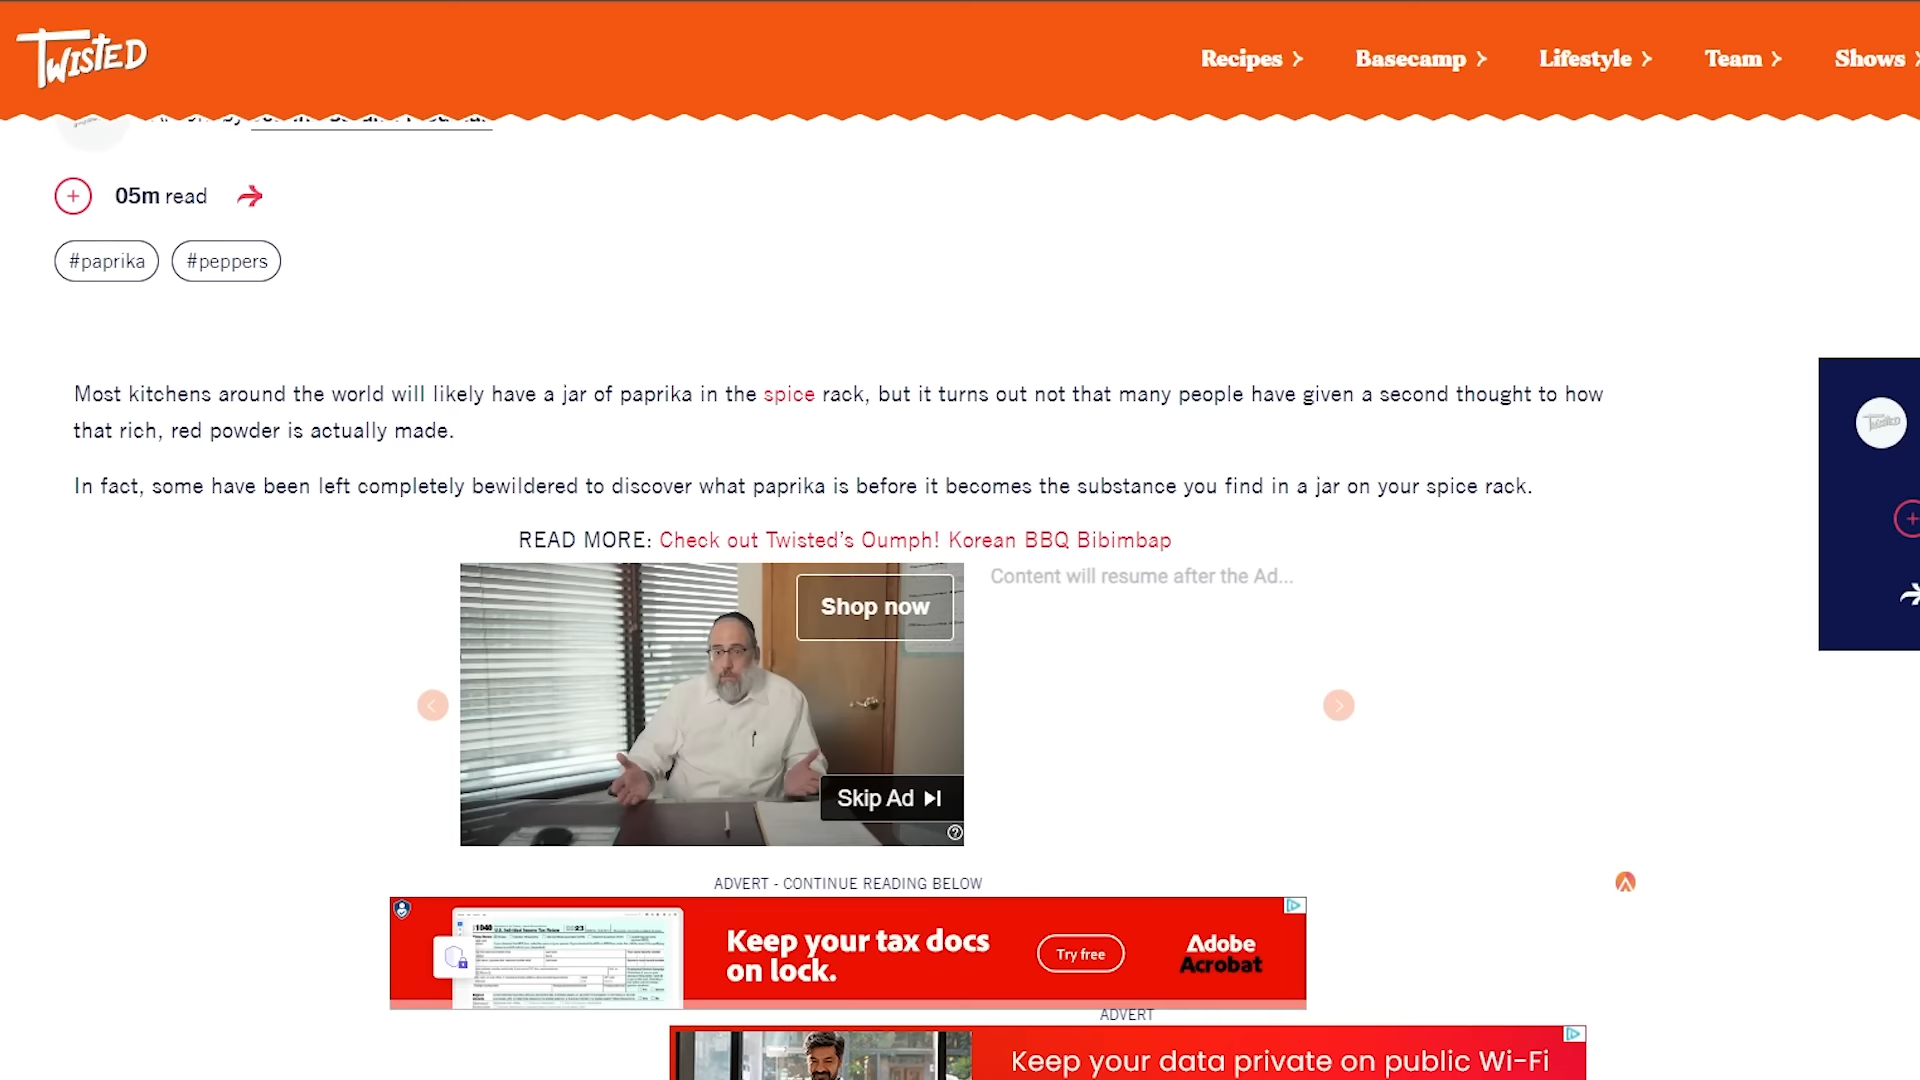 TWISTED
Recipes
Basecamp
Lifestyle
Team
Shows
05m read
#paprika
#peppers
Most kitchens around the world will likely have a jar of paprika in the spice rack, but it turns out not that many people have given a second thought to how
that rich, red powder is actually made.
In fact, some have been left completely bewildered to discover what paprika is before it becomes the substance you find in a jar on your spice rack.
READ MORE: Check out Twisted's Oumph! Korean BBQ Bibimbap
Shop now
Content will resume after the Ad...
Skip Ad
ADVERT - CONTINUE READING BELOW
1040
Keep your tax docs
on lock.
Try free
Adobe
Acrobat
ADVERT
Keep your data private on public Wi-Fi